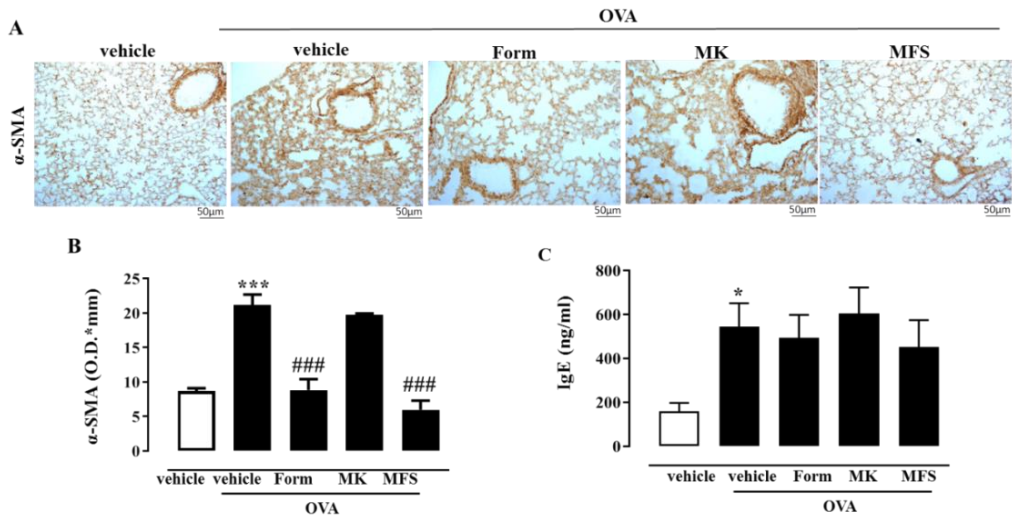 OVA
A
vehicle vehicle Form MK MFS
α-SMA
50μm 50μm 50μm 50μm 50μm
B
α-SMA (O.D.*mm)
25
20
15
10
5
0
***
###
###
vehicle vehicle Form MK MFS
OVA
C
IgE (ng/ml)
800
600
400
200
0
*
vehicle vehicle Form MK MFS
OVA